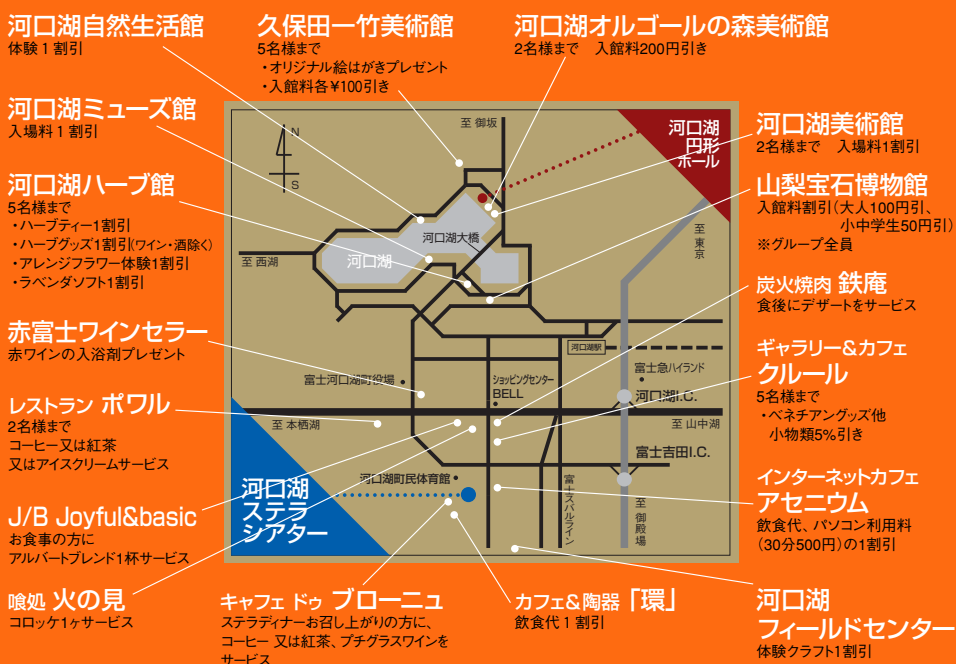 河口湖自然生活館
体験1割引
久保田一竹美術館
5名様まで
・オリジナル絵はがきプレゼント
・入館料各¥100引き
河口湖オルゴールの森美術館
2名様まで　入館料200円引き
河口湖ミューズ館
入場料1割引
河口湖ハーブ館
5名様まで
・ハーブティー1割引
・ハーブグッズ1割引(ワイン・酒除く)
・アレンジフラワー体験1割引
・ラベンダソフト1割引
赤富士ワインセラー
赤ワインの入浴剤プレゼント
レストラン ポワル
2名様まで
コーヒー又は紅茶
又はアイスクリームサービス
J/B Joyful&basic
お食事の方に
アルバートブレンド1杯サービス
喰処 火の見
コロッケ1ヶサービス
キャフェ ドゥ ブローニュ
ステラディナーお召し上がりの方に、
コーヒー 又は紅茶、プチグラスワインを
サービス
カフェ&陶器「環」
飲食代1割引
河口湖美術館
2名様まで　入場料1割引
山梨宝石博物館
入館料割引(大人100円引、
小中学生50円引)
※グループ全員
炭火焼肉 鉄庵
食後にデザートをサービス
ギャラリー&カフェ
クルール
5名様まで
・ベネチアングッズ他
小物類5%引き
インターネットカフェ
アセニウム
飲食代、パソコン利用料
(30分500円)の1割引
河口湖
フィールドセンター
体験クラフト1割引
N
S
至 御坂
河口湖
円形
ホール
至 東京
河口湖大橋
河口湖
至 西湖
河口湖駅
富士急ハイランド
富士河口湖町役場
ショッピングセンター
BELL
河口湖I.C.
至 本栖湖
至 山中湖
富士吉田I.C.
河口湖町民体育館
河口湖
ステラ
シアター
富士スバルライン
至 御殿場